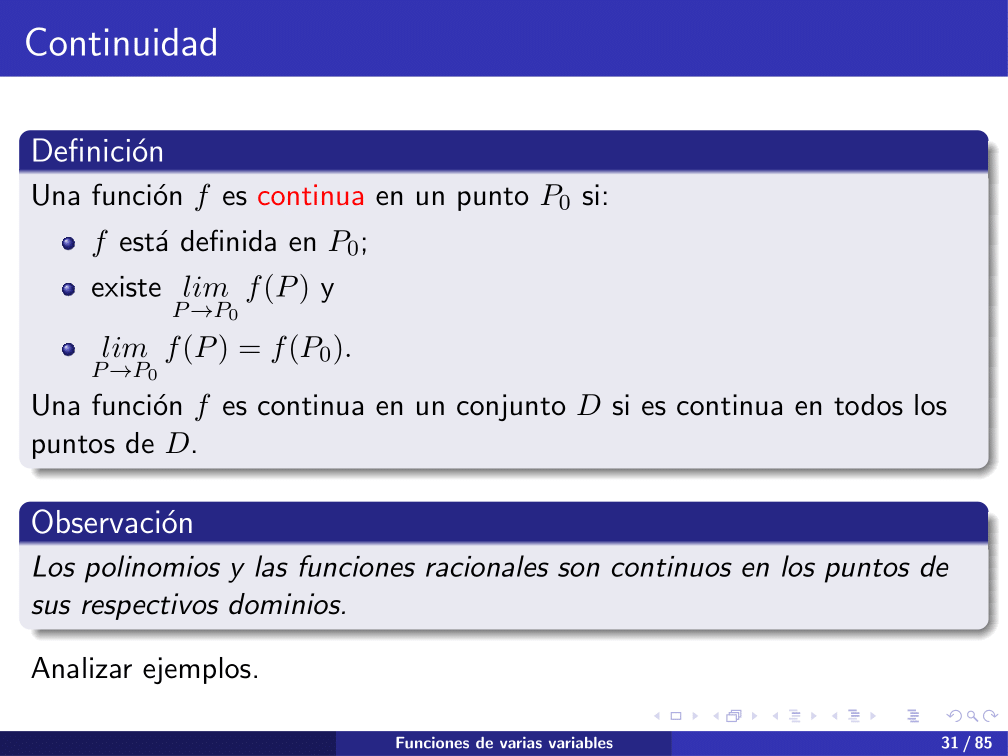 Continuidad
Definición
Una función f es continua en un punto P₀ si:
f está definida en P₀;
existe lim f(P) y
P→P₀
lim f(P) = f(P₀).
P→P₀
Una función f es continua en un conjunto D si es continua en todos los
puntos de D.
Observación
Los polinomios y las funciones racionales son continuos en los puntos de
sus respectivos dominios.
Analizar ejemplos.
Funciones de varias variables 31 / 85